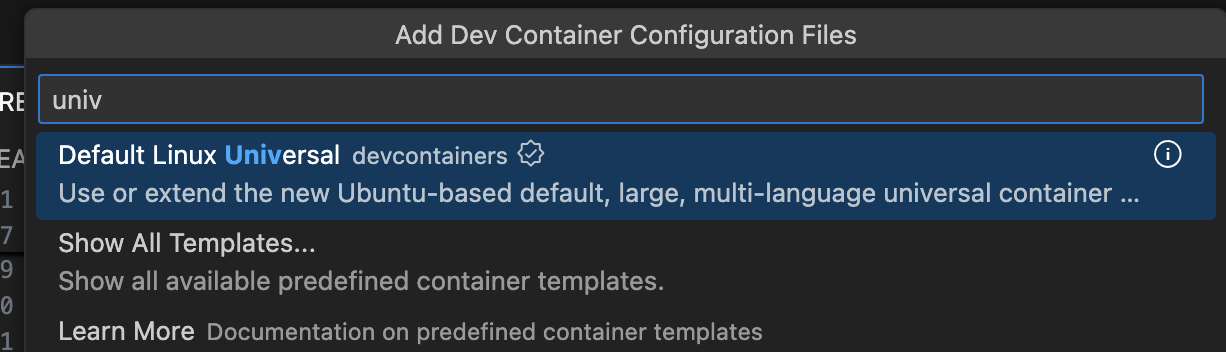 Add Dev Container Configuration Files
univ
RE
Default Linux Universal devcontainers
EA
Use or extend the new Ubuntu-based default, large, multi-language universal container ...
1
7
Show All Templates...
9
Show all available predefined container templates.
0
Learn More Documentation on predefined container templates
1